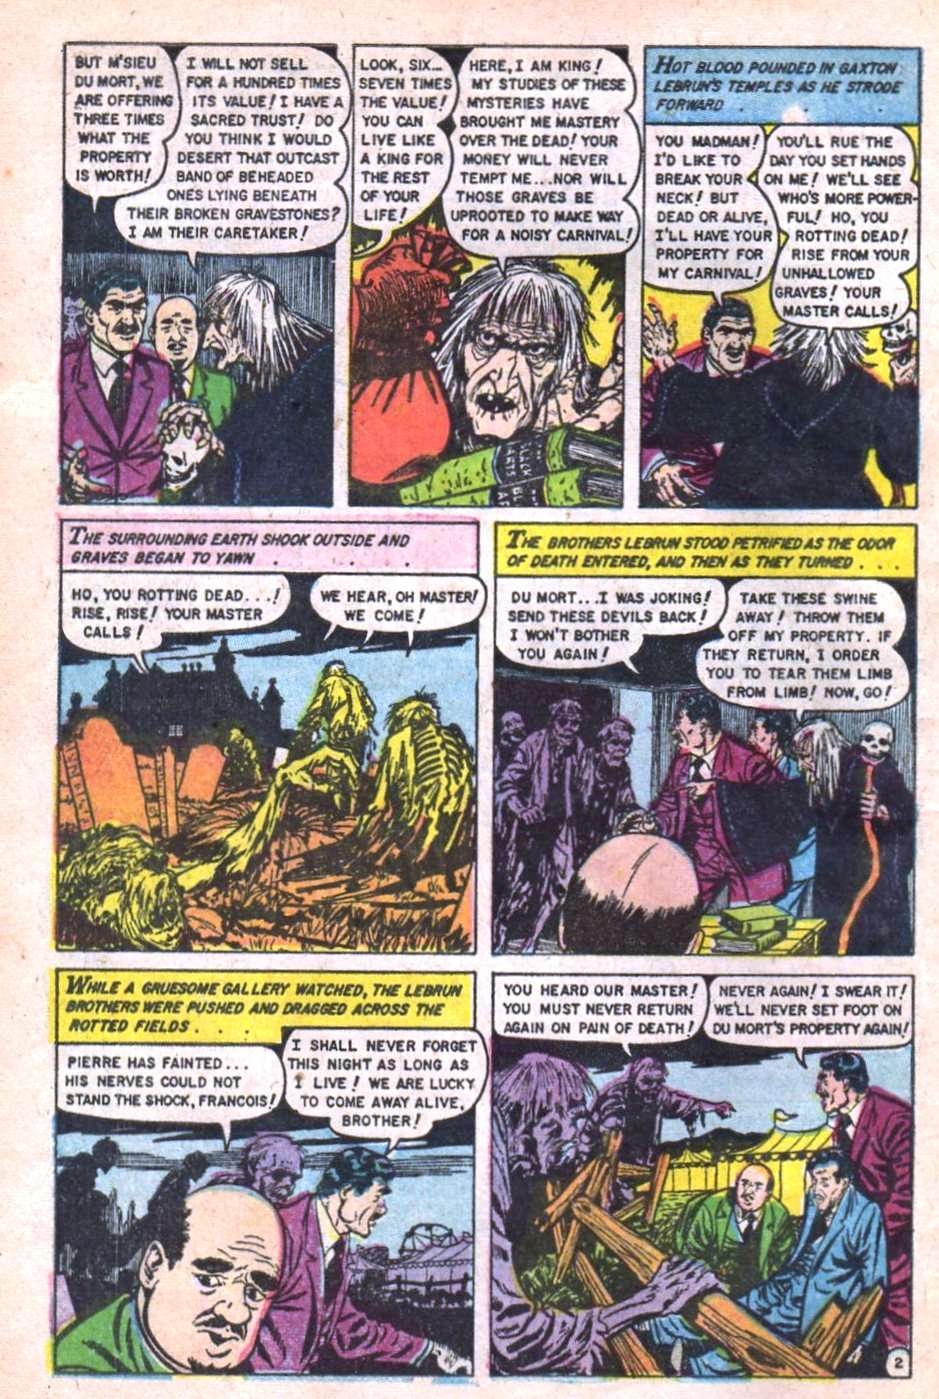 BUT M'SIEU
DU MORT, WE
ARE OFFERING
THREE TIMES
WHAT THE
PROPERTY
IS WORTH!
I WILL NOT SELL
FOR A HUNDRED TIMES
ITS VALUE! I HAVE A
SACRED TRUST! DO
YOU THINK I WOULD
DESERT THAT OUTCAST
BAND OF BEHEADED
ONES LYING BENEATH
THEIR BROKEN GRAVESTONES?
I AM THEIR CARETAKER!
LOOK, SIX...
SEVEN TIMES
THE VALUE!
YOU CAN
LIVE LIKE
A KING FOR
THE REST
OF YOUR
LIFE!
HERE, I AM KING!
MY STUDIES OF THESE
MYSTERIES HAVE
BROUGHT ME MASTERY
OVER THE DEAD! YOUR
MONEY WILL NEVER
TEMPT ME...NOR WILL
THOSE GRAVES BE
UPROOTED TO MAKE WAY
FOR A NOISY CARNIVAL!
BLACK
ARTS
HOT BLOOD POUNDED IN GAXTON
LEBRUN'S TEMPLES AS HE STRODE
FORWARD . . .
YOU MADMAN!
I'D LIKE TO
BREAK YOUR
NECK! BUT
DEAD OR ALIVE,
I'LL HAVE YOUR
PROPERTY FOR
MY CARNIVAL!
YOU'LL RUE THE
DAY YOU SET HANDS
ON ME! WE'LL SEE
WHO'S MORE POWER-
FUL! HO, YOU
ROTTING DEAD!
RISE FROM YOUR
UNHALLOWED
GRAVES! YOUR
MASTER CALLS!
THE SURROUNDING EARTH SHOOK OUTSIDE AND
GRAVES BEGAN TO YAWN . . .
HO, YOU ROTTING DEAD...!
RISE, RISE! YOUR MASTER
CALLS!
WE HEAR, OH MASTER!
WE COME!
THE BROTHERS LEBRUN STOOD PETRIFIED AS THE ODOR
OF DEATH ENTERED, AND THEN AS THEY TURNED . . .
DU MORT...I WAS JOKING!
SEND THESE DEVILS BACK!
I WON'T BOTHER
YOU AGAIN!
TAKE THESE SWINE
AWAY! THROW THEM
OFF MY PROPERTY. IF
THEY RETURN, I ORDER
YOU TO TEAR THEM LIMB
FROM LIMB! NOW, GO!
WHILE A GRUESOME GALLERY WATCHED, THE LEBRUN
BROTHERS WERE PUSHED AND DRAGGED ACROSS THE
ROTTED FIELDS . . .
PIERRE HAS FAINTED...
HIS NERVES COULD NOT
STAND THE SHOCK, FRANCOIS!
I SHALL NEVER FORGET
THIS NIGHT AS LONG AS
I LIVE! WE ARE LUCKY
TO COME AWAY ALIVE,
BROTHER!
YOU HEARD OUR MASTER!
YOU MUST NEVER RETURN
AGAIN ON PAIN OF DEATH!
NEVER AGAIN! I SWEAR IT!
WE'LL NEVER SET FOOT ON
DU MORT'S PROPERTY AGAIN!
2